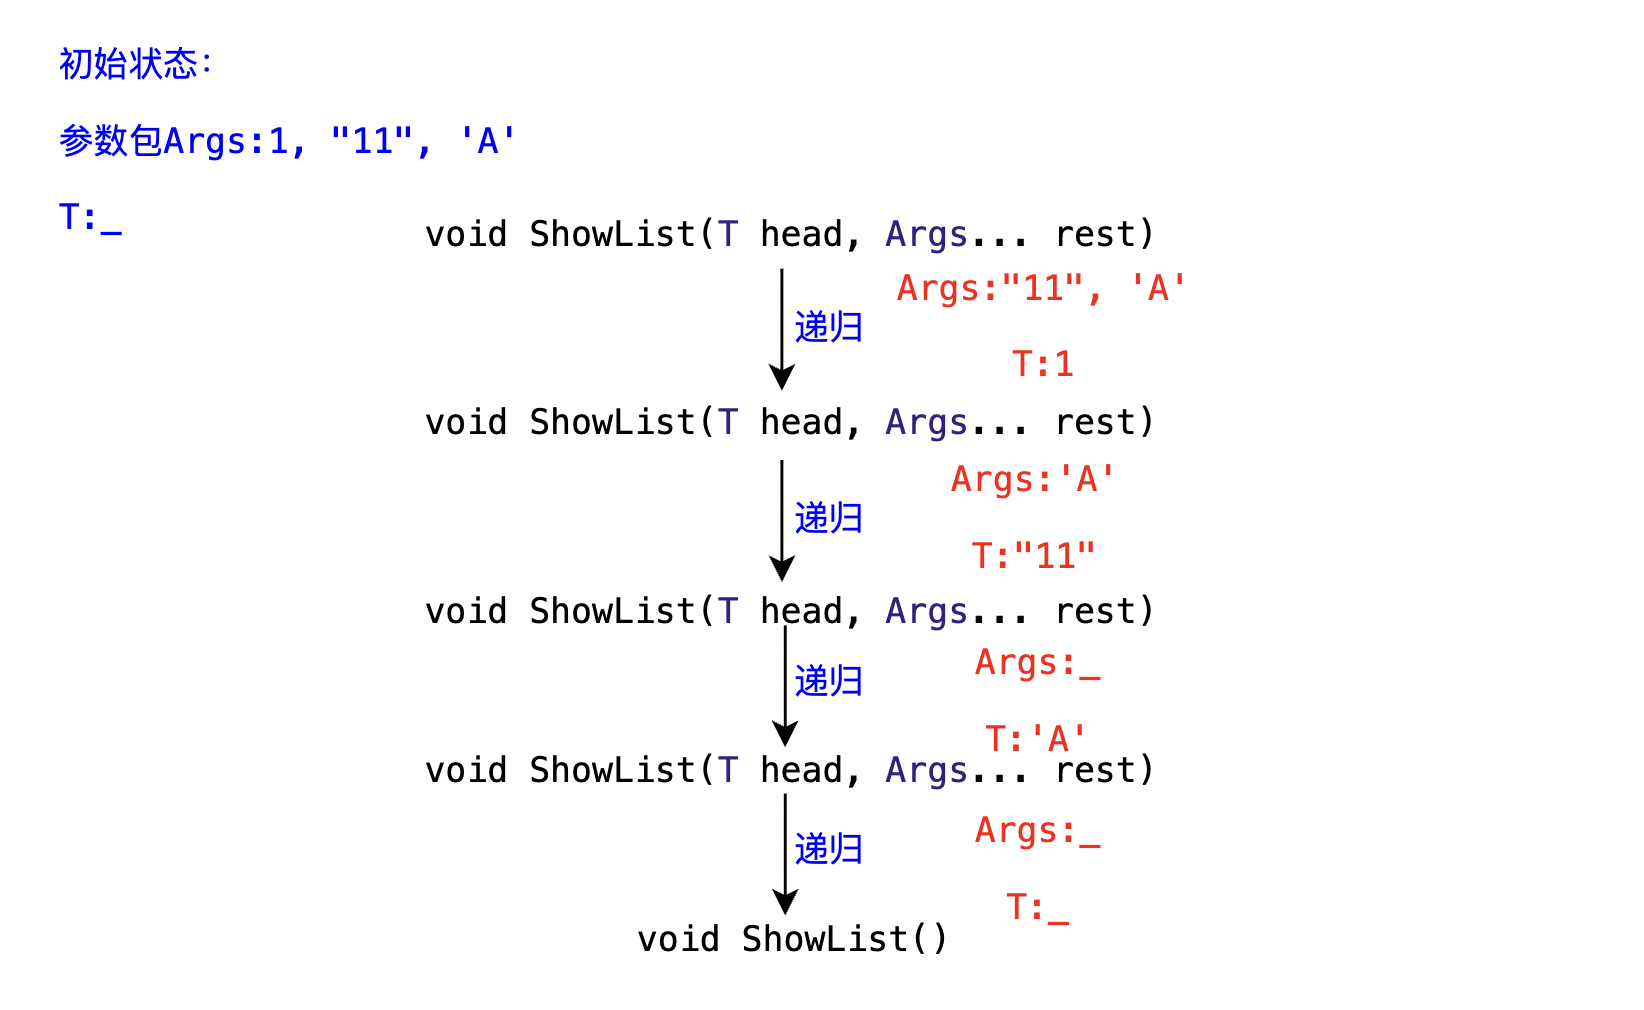 初始状态：
参数包Args:1, "11", 'A'
T:_
void ShowList(T head, Args... rest)
Args:"11", 'A'
递归
T:1
void ShowList(T head, Args... rest)
Args:'A'
递归
T:"11"
void ShowList(T head, Args... rest)
Args:_
递归
T:'A'
void ShowList(T head, Args... rest)
Args:_
递归
T:_
void ShowList()